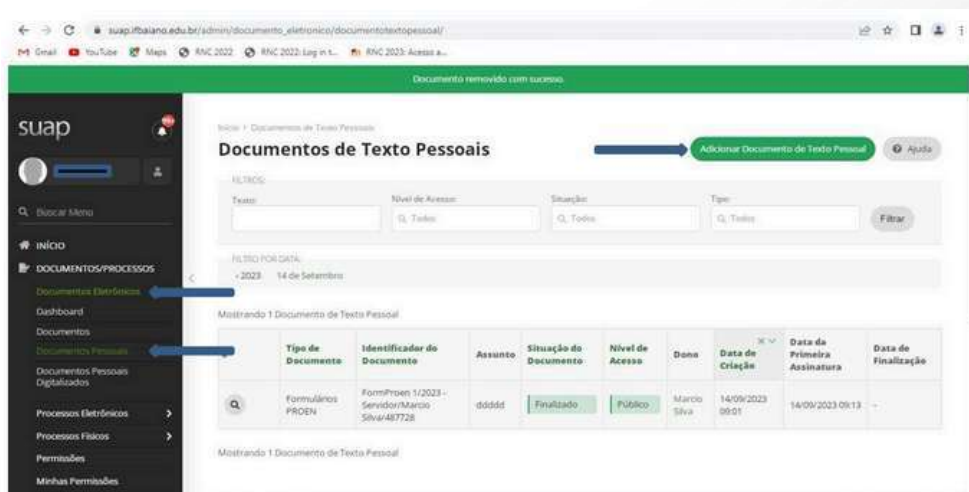 suap.ifbaiano.edu.br/admin/documento_eletronico/documentotextopessoal/
Gmail YouTube Maps RNC 2022 RNC 2022: Log in t... RNC 2023: Acesso a...
Documento removido com sucesso.
suap
99+
Buscar Menu
INÍCIO
DOCUMENTOS/PROCESSOS
Documentos Eletrônicos
Dashboard
Documentos
Documentos Pessoais
Documentos Pessoais
Digitalizados
Processos Eletrônicos
Processos Físicos
Permissões
Minhas Permissões
Início › Documentos de Texto Pessoais
Documentos de Texto Pessoais
Adicionar Documento de Texto Pessoal
Ajuda
FILTROS:
Texto: Nível de Acesso: Situação: Tipo:
Todos Todos Todos Filtrar
FILTRO POR DATA:
‹ 2023 14 de Setembro
Mostrando 1 Documento de Texto Pessoal
Tipo de Documento Identificador do Documento Assunto Situação do Documento Nível de Acesso Dono Data de Criação Data da Primeira Assinatura Data de Finalização
Formulários PROEN FormProen 1/2023 - Servidor/Marcio Silva/487728 ddddd Finalizado Público Marcio Silva 14/09/2023 09:01 14/09/2023 09:13 -
Mostrando 1 Documento de Texto Pessoal